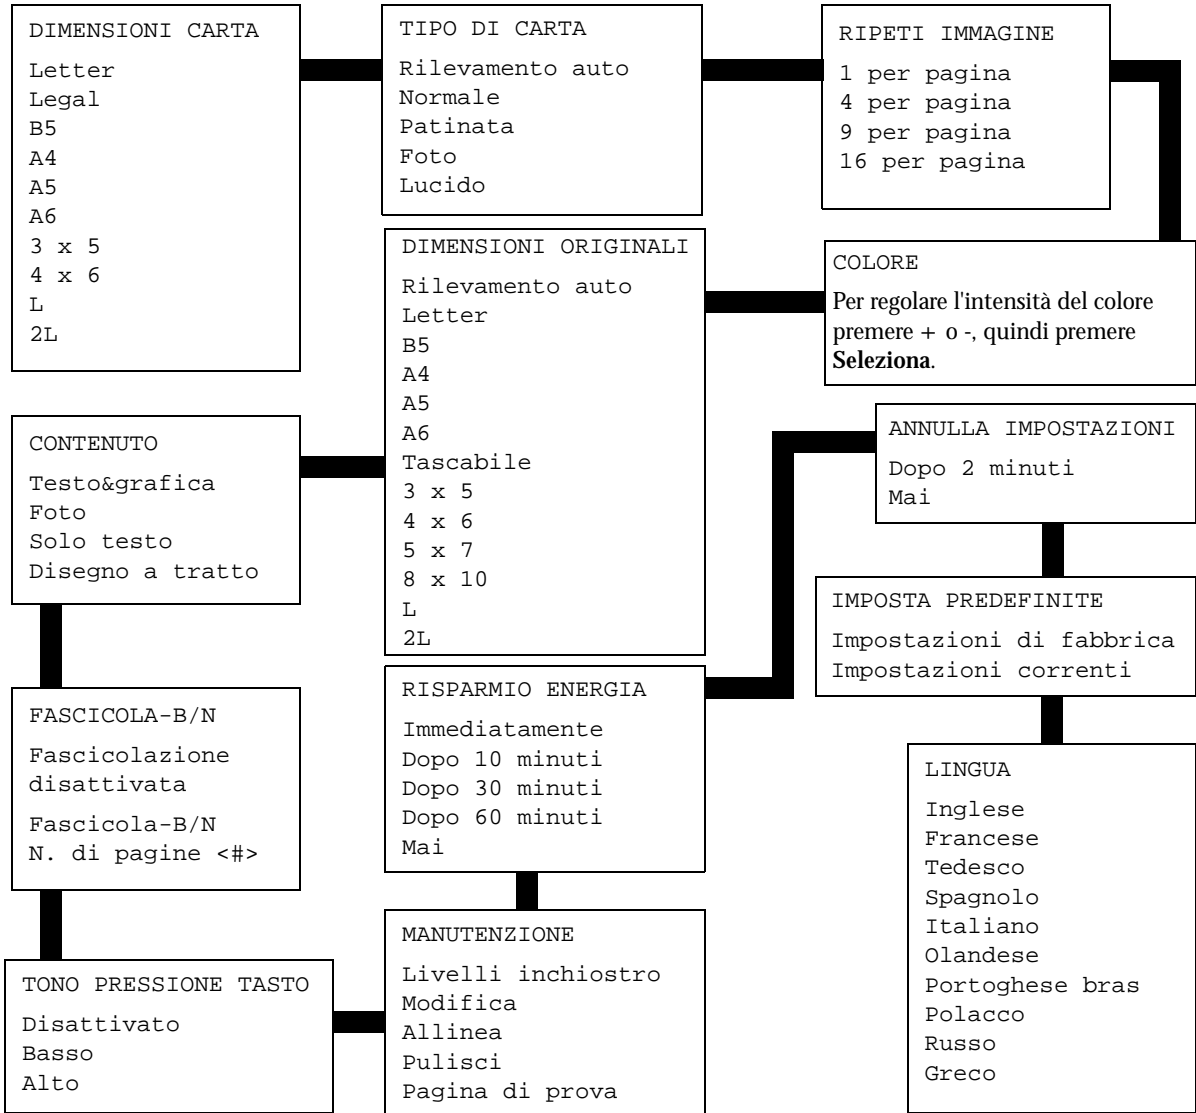 DIMENSIONI CARTA
Letter
Legal
B5
A4
A5
A6
3 x 5
4 x 6
L
2L
TIPO DI CARTA
Rilevamento auto
Normale
Patinata
Foto
Lucido
RIPETI IMMAGINE
1 per pagina
4 per pagina
9 per pagina
16 per pagina
COLORE
Per regolare l'intensità del colore
premere + o -, quindi premere
Seleziona.
DIMENSIONI ORIGINALI
Rilevamento auto
Letter
B5
A4
A5
A6
Tascabile
3 x 5
4 x 6
5 x 7
8 x 10
L
2L
CONTENUTO
Testo&grafica
Foto
Solo testo
Disegno a tratto
FASCICOLA-B/N
Fascicolazione
disattivata
Fascicola-B/N
N. di pagine <#>
TONO PRESSIONE TASTO
Disattivato
Basso
Alto
MANUTENZIONE
Livelli inchiostro
Modifica
Allinea
Pulisci
Pagina di prova
RISPARMIO ENERGIA
Immediatamente
Dopo 10 minuti
Dopo 30 minuti
Dopo 60 minuti
Mai
ANNULLA IMPOSTAZIONI
Dopo 2 minuti
Mai
IMPOSTA PREDEFINITE
Impostazioni di fabbrica
Impostazioni correnti
LINGUA
Inglese
Francese
Tedesco
Spagnolo
Italiano
Olandese
Portoghese bras
Polacco
Russo
Greco